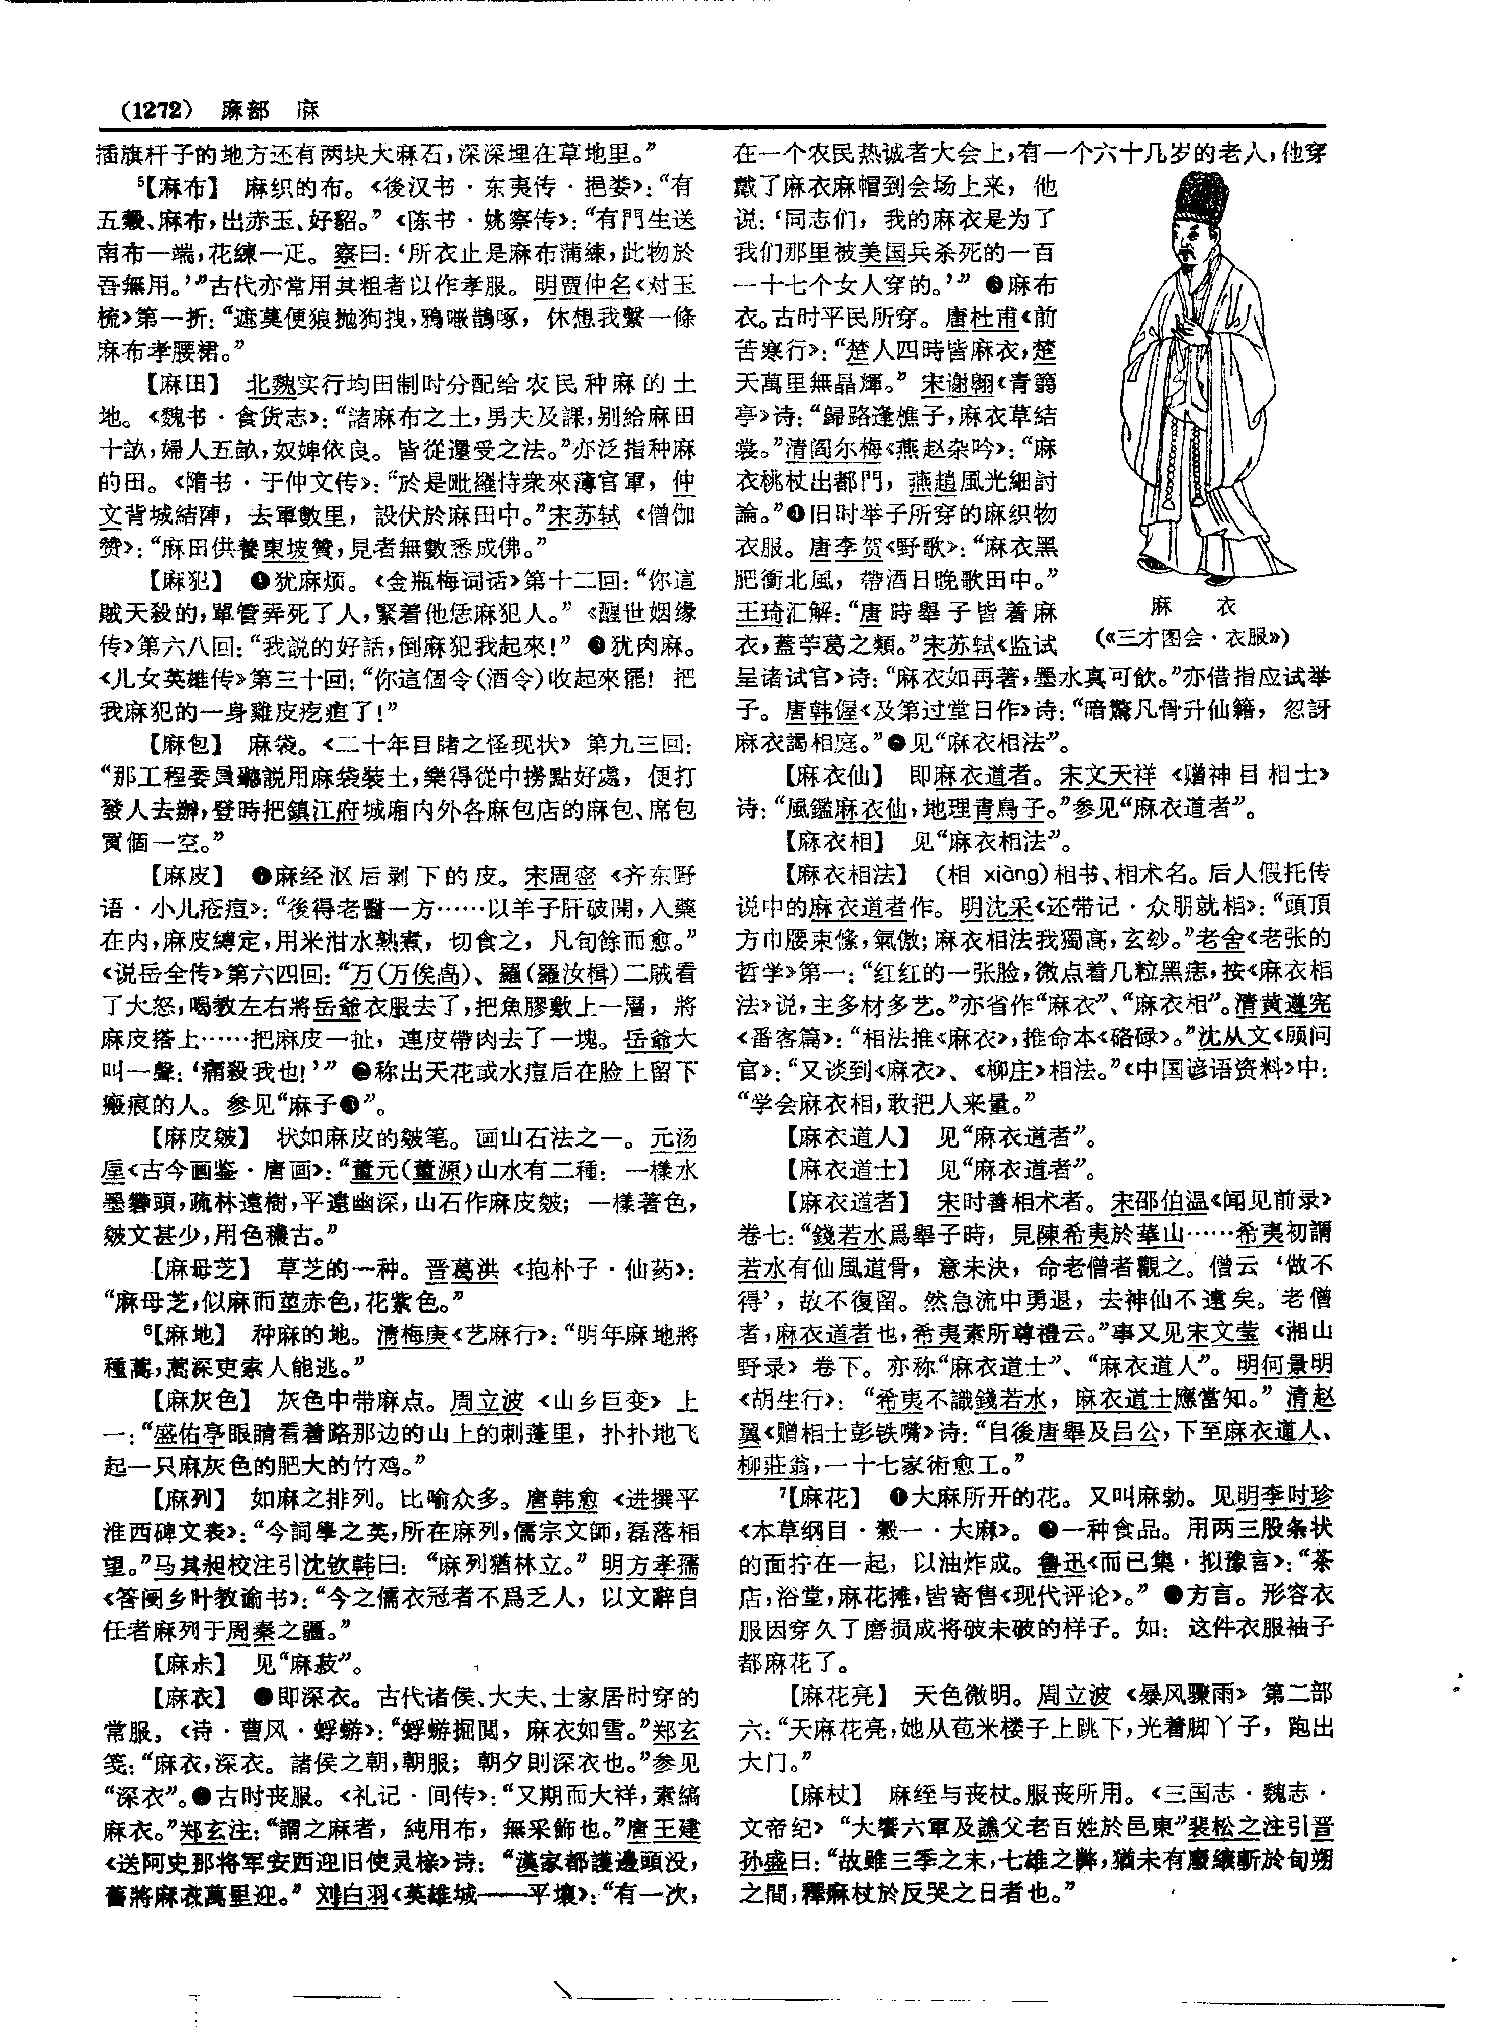 (1272) 麻部 麻
插旗杆子的地方还有两块大麻石,深深埋在草地里。”
⁵【麻布】 麻织的布。《後汉书·东夷传·挹娄》:“有
五穀、麻布,出赤玉、好貂。”《陈书·姚察传》:“有門生送
南布一端,花練一疋。察曰:‘所衣止是麻布蒲練,此物於
吾無用。’”古代亦常用其粗者以作孝服。明贾仲名《对玉
梳》第一折:“遮莫便狼拋狗拽,鴉啾鵲啄,休想我繫一條
麻布孝腰裙。”
【麻田】 北魏实行均田制时分配给农民种麻的土
地。《魏书·食货志》:“諸麻布之土,男夫及課,别給麻田
十畝,婦人五畝,奴婢依良。皆從還受之法。”亦泛指种麻
的田。《隋书·于仲文传》:“於是毗羅恃衆來薄官軍,仲
文背城結陣,去軍數里,設伏於麻田中。”宋苏轼《僧伽
赞》:“麻田供養東坡贊,見者無數悉成佛。”
【麻犯】 ❶犹麻烦。《金瓶梅词话》第十二回:“你這
賊天殺的,單管弄死了人,緊着他恁麻犯人。”《醒世姻缘
传》第六八回:“我説的好話,倒麻犯我起來!” ❷犹肉麻。
《儿女英雄传》第三十回:“你這個令(酒令)收起來罷!把
我麻犯的一身雞皮疙疸了!”
【麻包】 麻袋。《二十年目睹之怪现状》第九三回:
“那工程委員聽説用麻袋裝土,樂得從中撈點好處,便打
發人去辦,登時把鎮江府城廂内外各麻包店的麻包、席包
買個一空。”
【麻皮】 ❶麻经沤后剥下的皮。宋周密《齐东野
语·小儿疮痘》:“後得老醫一方……以羊子肝破開,入藥
在内,麻皮縛定,用米泔水熟煮,切食之,凡旬餘而愈。”
《说岳全传》第六四回:“万(万俟卨)、羅(羅汝楫)二賊看
了大怒,喝教左右將岳爺衣服去了,把魚膠敷上一層,將
麻皮搭上……把麻皮一扯,連皮帶肉去了一塊。岳爺大
叫一聲:‘痛殺我也!’” ❷称出天花或水痘后在脸上留下
瘢痕的人。参见“麻子❸”。
【麻皮皴】 状如麻皮的皴笔。画山石法之一。元汤
垕《古今画鉴·唐画》:“董元(董源)山水有二種:一樣水
墨礬頭,疏林遠樹,平遠幽深,山石作麻皮皴;一樣著色,
皴文甚少,用色穠古。”
【麻母芝】 草芝的一种。晋葛洪《抱朴子·仙药》:
“麻母芝,似麻而莖赤色,花紫色。”
⁶【麻地】 种麻的地。清梅庚《艺麻行》:“明年麻地將
種蒿,蒿深吏索人能逃。”
【麻灰色】 灰色中带麻点。周立波《山乡巨变》上
一:“盛佑亭眼睛看着路那边的山上的刺蓬里,扑扑地飞
起一只麻灰色的肥大的竹鸡。”
【麻列】 如麻之排列。比喻众多。唐韩愈《进撰平
淮西碑文表》:“今詞學之英,所在麻列,儒宗文師,磊落相
望。”马其昶校注引沈钦韩曰:“麻列猶林立。”明方孝孺
《答阌乡叶教谕书》:“今之儒衣冠者不爲乏人,以文辭自
任者麻列于周秦之疆。”
【麻尗】 见“麻菽”。
【麻衣】 ❶即深衣。古代诸侯、大夫、士家居时穿的
常服。《诗·曹风·蜉蝣》:“蜉蝣掘閲,麻衣如雪。”郑玄
笺:“麻衣,深衣。諸侯之朝,朝服;朝夕則深衣也。”参见
“深衣”。❷古时丧服。《礼记·间传》:“又期而大祥,素縞
麻衣。”郑玄注:“謂之麻者,純用布,無采飾也。”唐王建
《送阿史那将军安西迎旧使灵榇》诗:“漢家都護邊頭没,
舊將麻衣萬里迎。”刘白羽《英雄城——平壤》:“有一次,
在一个农民热诚者大会上,有一个六十几岁的老人,他穿
戴了麻衣麻帽到会场上来,他
说:‘同志们,我的麻衣是为了
我们那里被美国兵杀死的一百
一十七个女人穿的。’” ❸麻布
衣。古时平民所穿。唐杜甫《前
苦寒行》:“楚人四時皆麻衣,楚
天萬里無晶輝。”宋谢翱《青篛
亭》诗:“歸路逢樵子,麻衣草結
裳。”清阎尔梅《燕赵杂吟》:“麻
衣桃杖出都門,燕趙風光細討
論。”❹旧时举子所穿的麻织物
衣服。唐李贺《野歌》:“麻衣黑
肥衝北風,帶酒日晚歌田中。”
王琦汇解:“唐時舉子皆着麻
衣,蓋苧葛之類。”宋苏轼《监试
呈诸试官》诗:“麻衣如再著,墨水真可飲。”亦借指应试举
子。唐韩偓《及第过堂日作》诗:“暗驚凡骨升仙籍,忽訝
麻衣謁相庭。”❺见“麻衣相法”。
麻 衣
(《三才图会·衣服》)
【麻衣仙】 即麻衣道者。宋文天祥《赠神目相士》
诗:“風鑑麻衣仙,地理青鳥子。”参见“麻衣道者”。
【麻衣相】 见“麻衣相法”。
【麻衣相法】 (相 xiàng)相书、相术名。后人假托传
说中的麻衣道者作。明沈采《还带记·众朋就相》:“頭頂
方巾腰束絛,氣傲;麻衣相法我獨高,玄妙。”老舍《老张的
哲学》第一:“红红的一张脸,微点着几粒黑痣,按《麻衣相
法》说,主多材多艺。”亦省作“麻衣”、“麻衣相”。清黄遵宪
《番客篇》:“相法推《麻衣》,推命本《硌碌》。”沈从文《顾问
官》:“又谈到《麻衣》、《柳庄》相法。”《中国谚语资料》中:
“学会麻衣相,敢把人来量。”
【麻衣道人】 见“麻衣道者”。
【麻衣道士】 见“麻衣道者”。
【麻衣道者】 宋时善相术者。宋邵伯温《闻见前录》
卷七:“錢若水爲舉子時,見陳希夷於華山……希夷初謂
若水有仙風道骨,意未決,命老僧者觀之。僧云‘做不
得’,故不復留。然急流中勇退,去神仙不遠矣。老僧
者,麻衣道者也,希夷素所尊禮云。”事又见宋文莹《湘山
野录》卷下。亦称“麻衣道士”、“麻衣道人”。明何景明
《胡生行》:“希夷不識錢若水,麻衣道士應當知。”清赵
翼《赠相士彭铁嘴》诗:“自後唐舉及吕公,下至麻衣道人、
柳莊翁,一十七家術愈工。”
⁷【麻花】 ❶大麻所开的花。又叫麻勃。见明李时珍
《本草纲目·穀一·大麻》。❷一种食品。用两三股条状
的面拧在一起,以油炸成。鲁迅《而已集·拟豫言》:“茶
店,浴堂,麻花摊,皆寄售《现代评论》。” ❸方言。形容衣
服因穿久了磨损成将破未破的样子。如:这件衣服袖子
都麻花了。
【麻花亮】 天色微明。周立波《暴风骤雨》第二部
六:“天麻花亮,她从苞米楼子上跳下,光着脚丫子,跑出
大门。”
【麻杖】 麻绖与丧杖。服丧所用。《三国志·魏志·
文帝纪》“大饗六軍及譙父老百姓於邑東”裴松之注引晋
孙盛曰:“故雖三季之末,七雄之弊,猶未有廢縗斬於旬朔
之間,釋麻杖於反哭之日者也。”